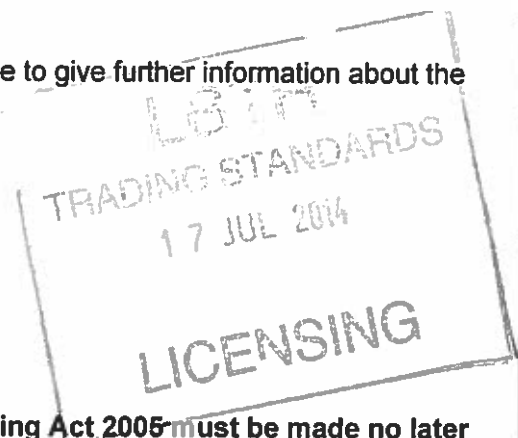 e to give further information about the
TRADING STANDARDS
17 JUL 2014
LICENSING
ing Act 2005 must be made no later